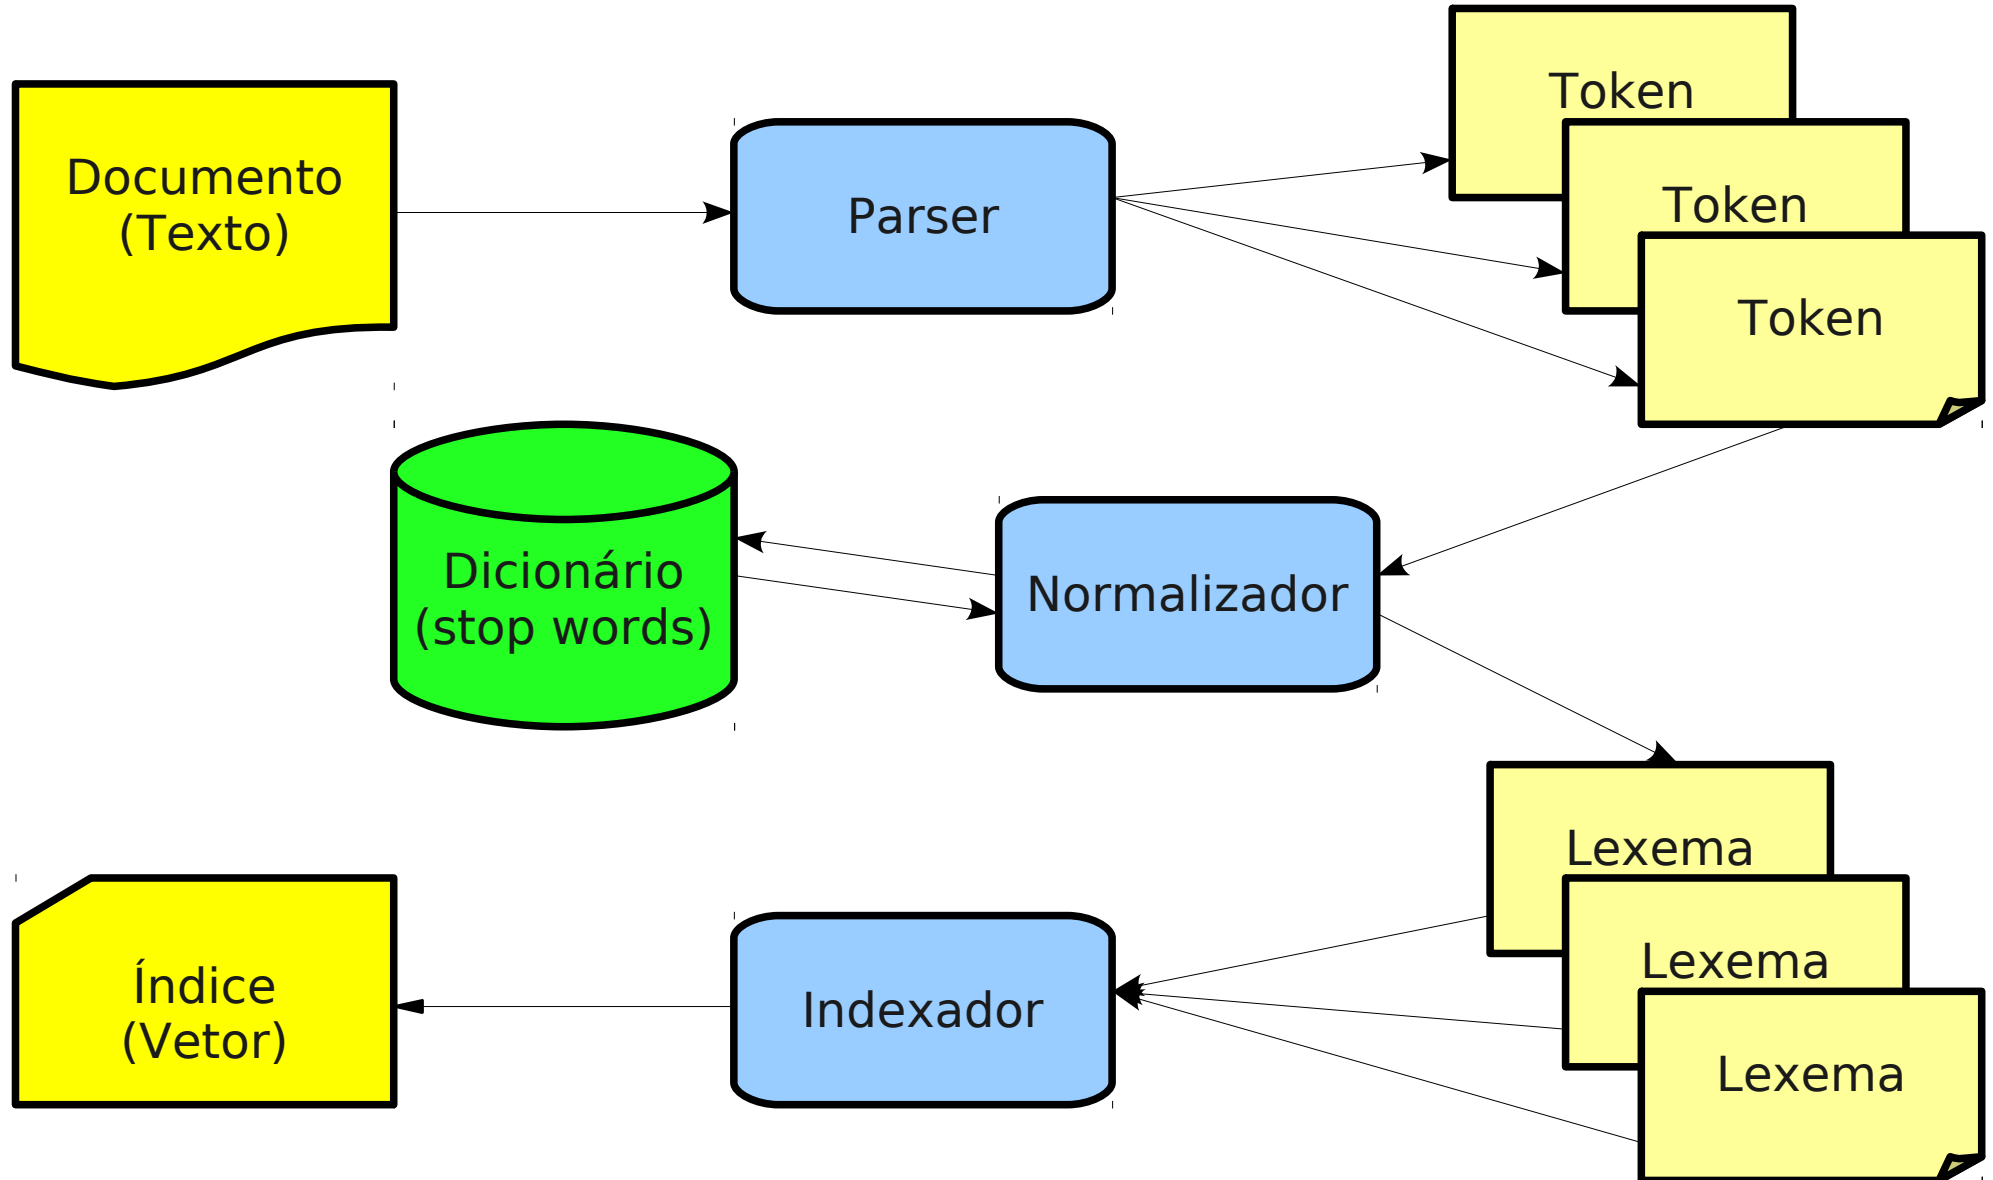 Documento
(Texto)
Parser
Token
Token
Token
Dicionário
(stop words)
Normalizador
Lexema
Lexema
Lexema
Indexador
Índice
(Vetor)